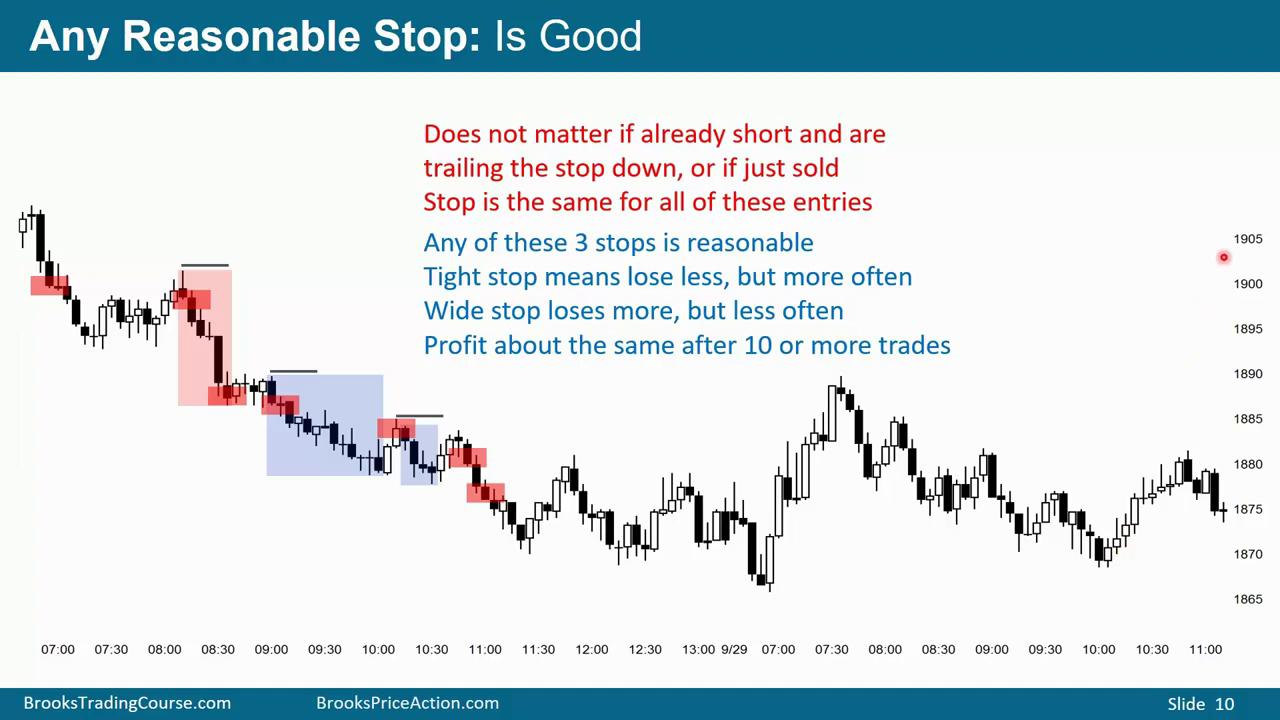 Any Reasonable Stop: Is Good
Does not matter if already short and are
trailing the stop down, or if just sold
Stop is the same for all of these entries
Any of these 3 stops is reasonable
Tight stop means lose less, but more often
Wide stop loses more, but less often
Profit about the same after 10 or more trades
1905
1900
1895
1890
1885
1880
1875
1870
1865
07:00 07:30 08:00 08:30 09:00 09:30 10:00 10:30 11:00 11:30 12:00 12:30 13:00 9/29 07:00 07:30 08:00 08:30 09:00 09:30 10:00 10:30 11:00
BrooksTradingCourse.com BrooksPriceAction.com Slide 10